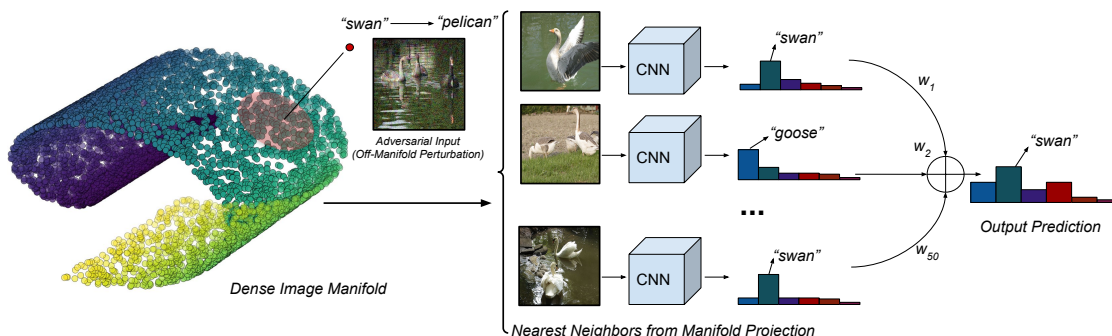 “swan” “pelican”
Adversarial Input
(Off-Manifold Perturbation)
Dense Image Manifold
CNN
“swan”
w1
CNN
“goose”
w2
...
CNN
“swan”
w50
“swan”
Output Prediction
Nearest Neighbors from Manifold Projection